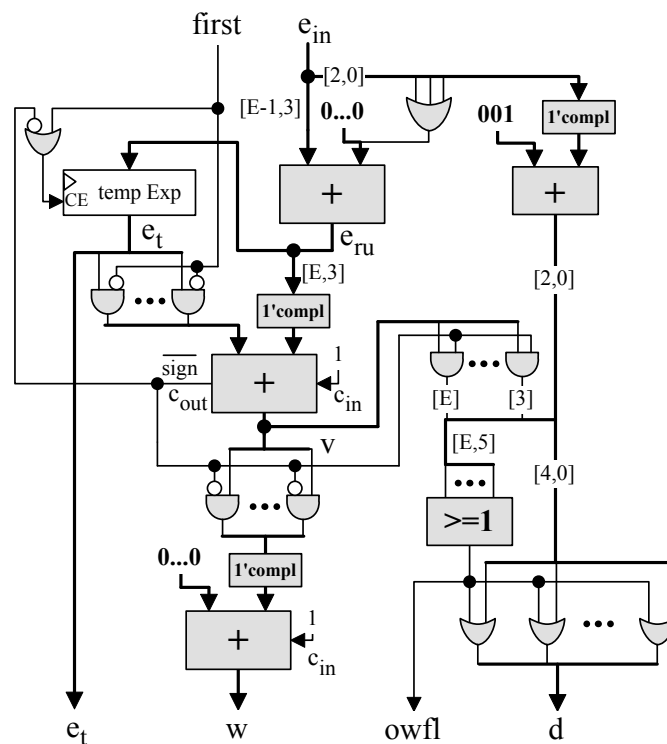 first
e_in
[2,0]
[E-1,3]
0...0
001
1'compl
CE
temp Exp
+
+
e_t
e_ru
[E,3]
[2,0]
1'compl
sign
c_out
+
1
c_in
[E]
[3]
v
[E,5]
[4,0]
>=1
0...0
1'compl
+
1
c_in
e_t
w
owfl
d